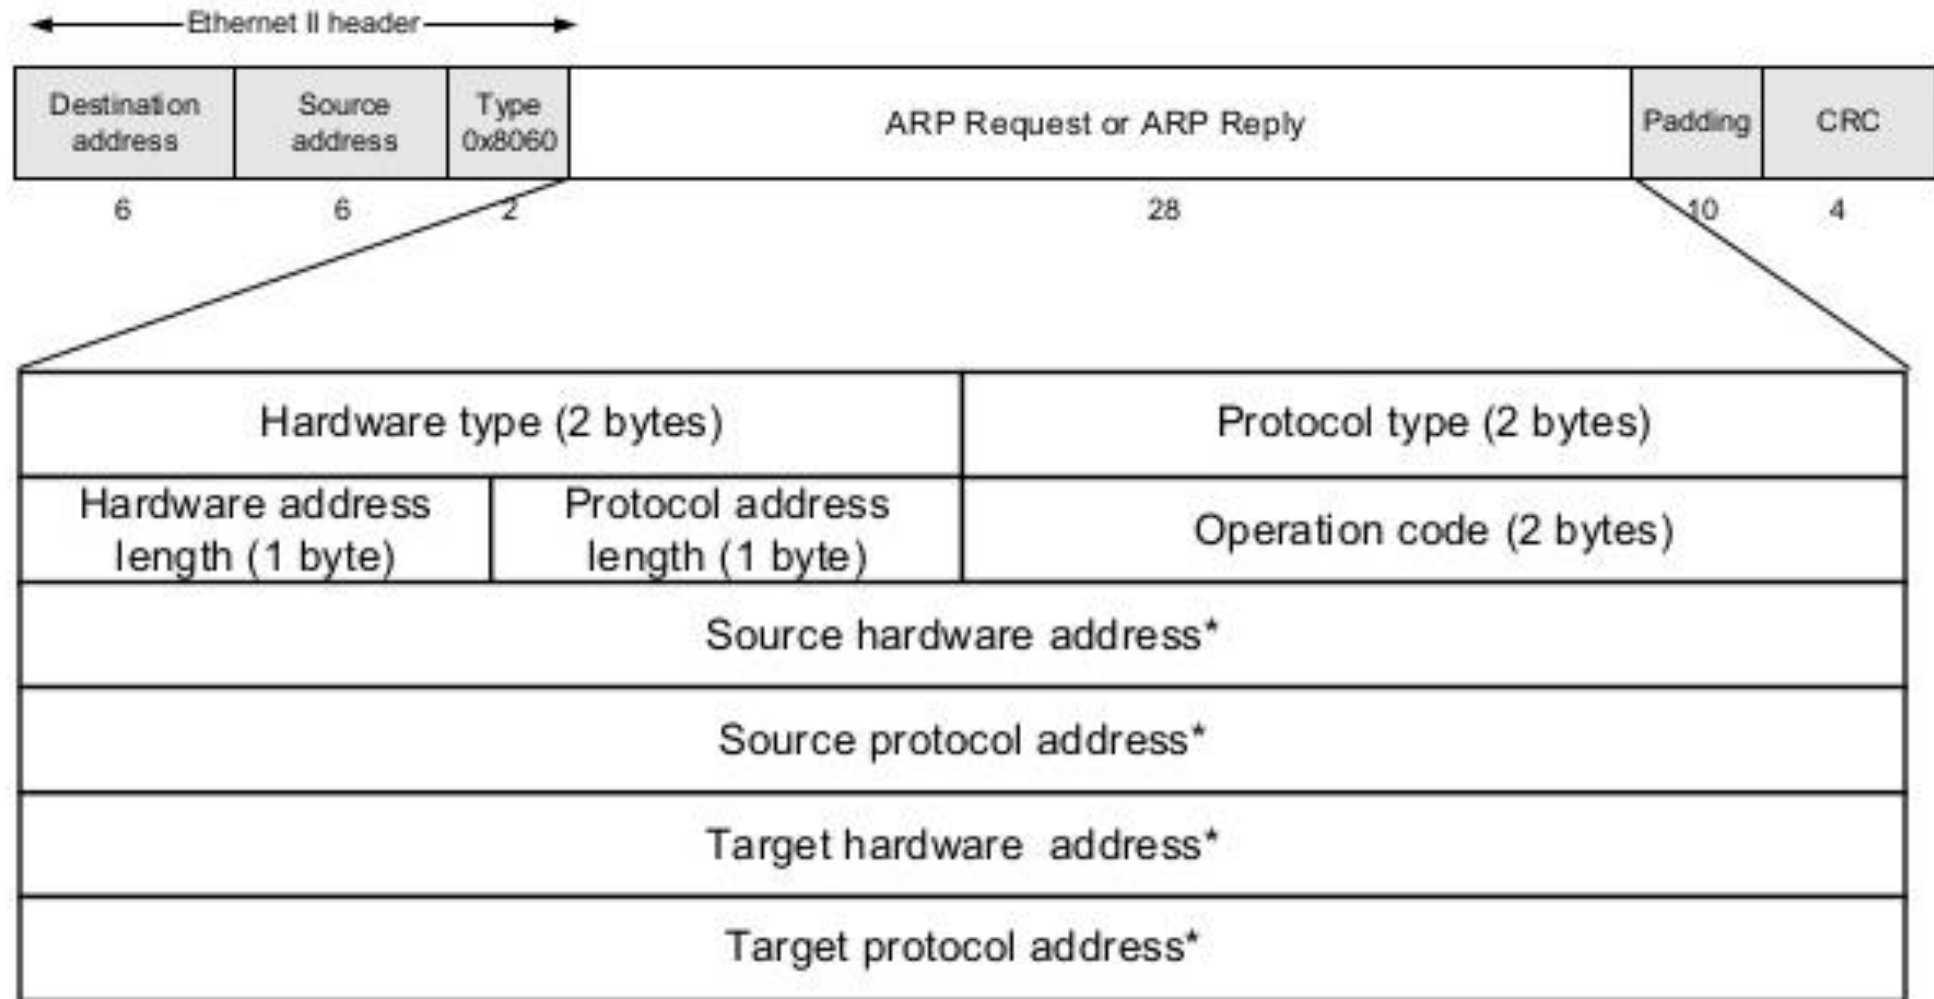 Ethernet II header
Destination
address
Source
address
Type
0x8060
ARP Request or ARP Reply
Padding
CRC
6
6
2
28
10
4
Hardware type (2 bytes)
Protocol type (2 bytes)
Hardware address
length (1 byte)
Protocol address
length (1 byte)
Operation code (2 bytes)
Source hardware address*
Source protocol address*
Target hardware address*
Target protocol address*